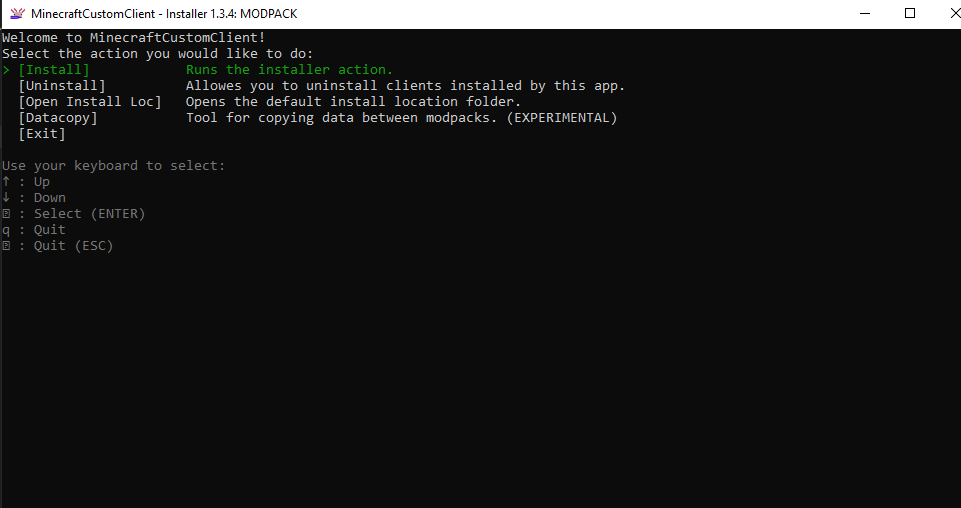 MinecraftCustomClient - Installer 1.3.4: MODPACK
Welcome to MinecraftCustomClient!
Select the action you would like to do:
> [Install]            Runs the installer action.
  [Uninstall]          Allowes you to uninstall clients installed by this app.
  [Open Install Loc]   Opens the default install location folder.
  [Datacopy]           Tool for copying data between modpacks. (EXPERIMENTAL)
  [Exit]
Use your keyboard to select:
↑ : Up
↓ : Down
⍰ : Select (ENTER)
q : Quit
⍰ : Quit (ESC)